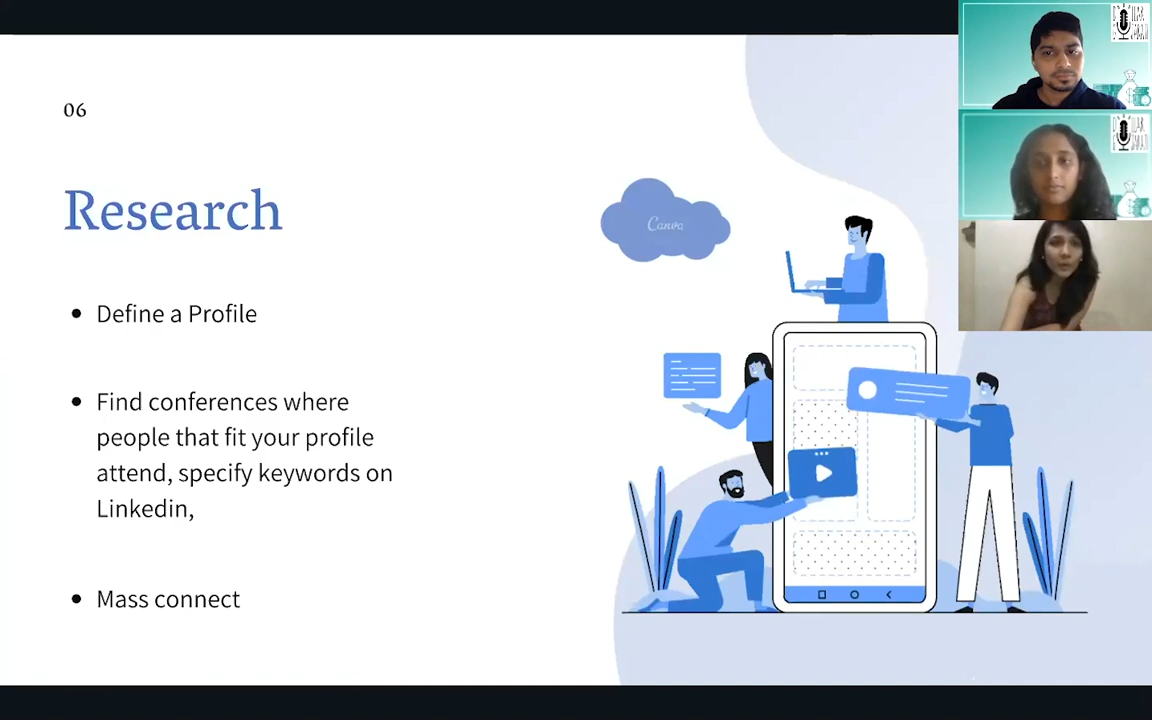 06
Research
Canva
• Define a Profile
• Find conferences where
people that fit your profile
attend, specify keywords on
Linkedin,
• Mass connect